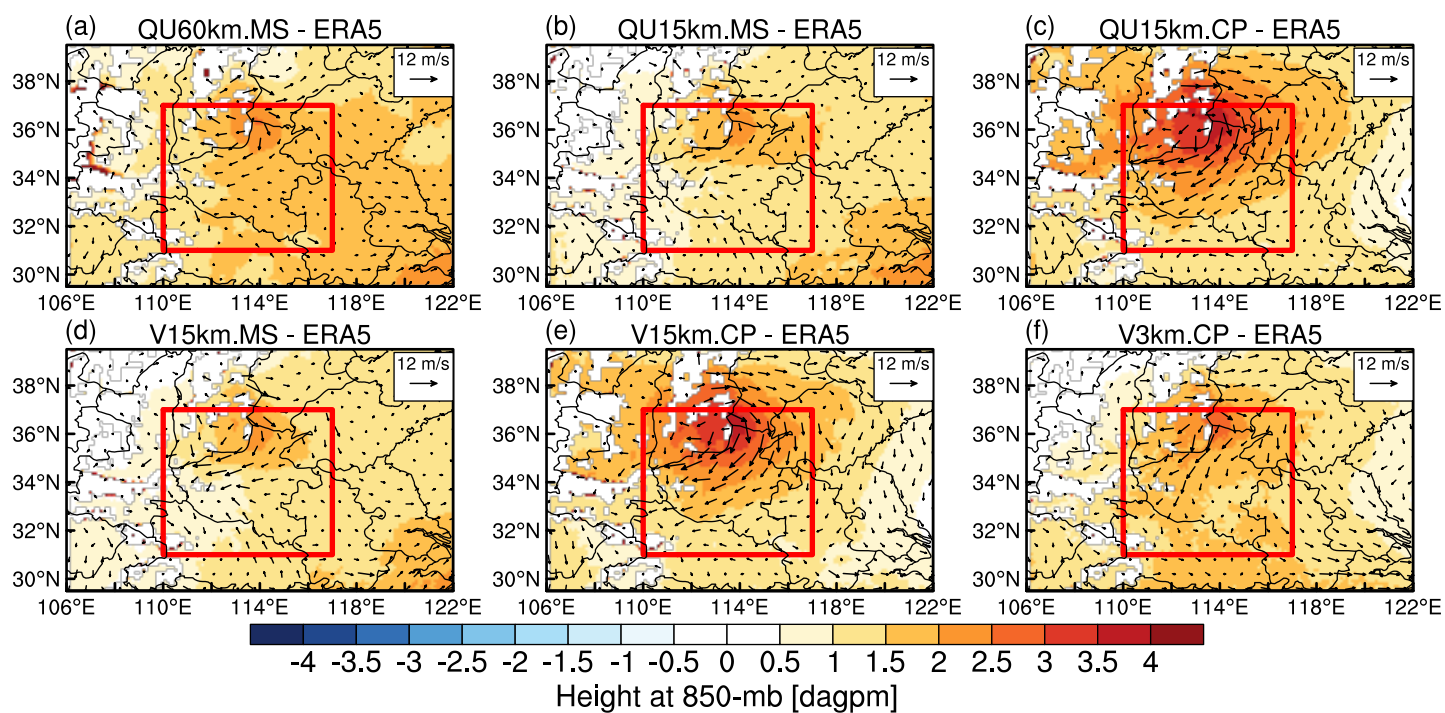 (a) QU60km.MS - ERA5
(b) QU15km.MS - ERA5
(c) QU15km.CP - ERA5
12 m/s 12 m/s 12 m/s
38°N 38°N 38°N
36°N 36°N 36°N
34°N 34°N 34°N
32°N 32°N 32°N
30°N 30°N 30°N
106°E 110°E 114°E 118°E 122°E 106°E 110°E 114°E 118°E 122°E 106°E 110°E 114°E 118°E 122°E
(d) V15km.MS - ERA5
(e) V15km.CP - ERA5
(f) V3km.CP - ERA5
12 m/s 12 m/s 12 m/s
38°N 38°N 38°N
36°N 36°N 36°N
34°N 34°N 34°N
32°N 32°N 32°N
30°N 30°N 30°N
106°E 110°E 114°E 118°E 122°E 106°E 110°E 114°E 118°E 122°E 106°E 110°E 114°E 118°E 122°E
-4 -3.5 -3 -2.5 -2 -1.5 -1 -0.5 0 0.5 1 1.5 2 2.5 3 3.5 4
Height at 850-mb [dagpm]